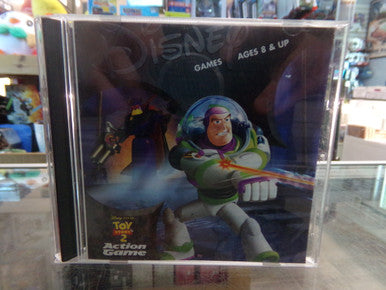 DISNEY
GAMES AGES 8 & UP
TOY
STORY
2
Action
Game